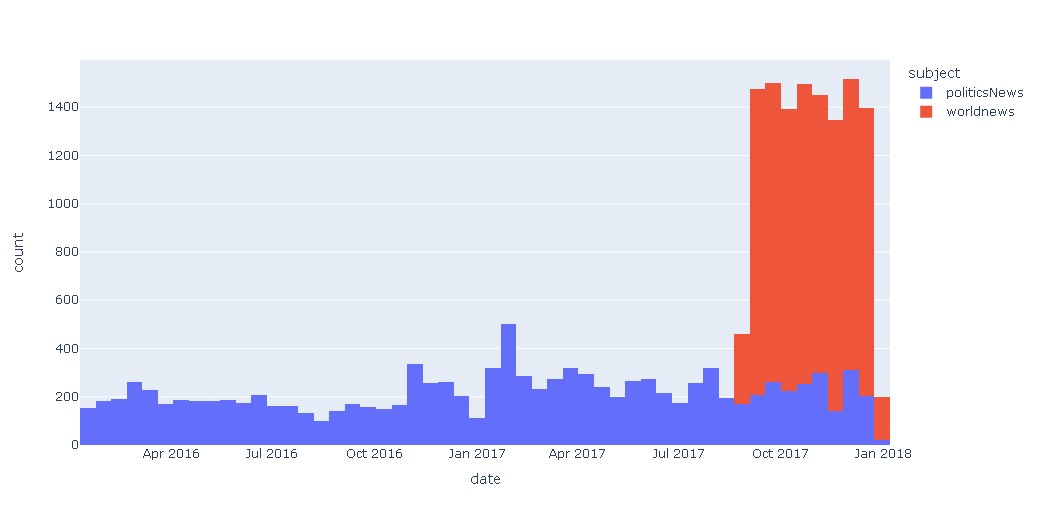 subject
politicsNews
worldnews
1400
1200
1000
800
600
400
200
0
count
Apr 2016 Jul 2016 Oct 2016 Jan 2017 Apr 2017 Jul 2017 Oct 2017 Jan 2018
date